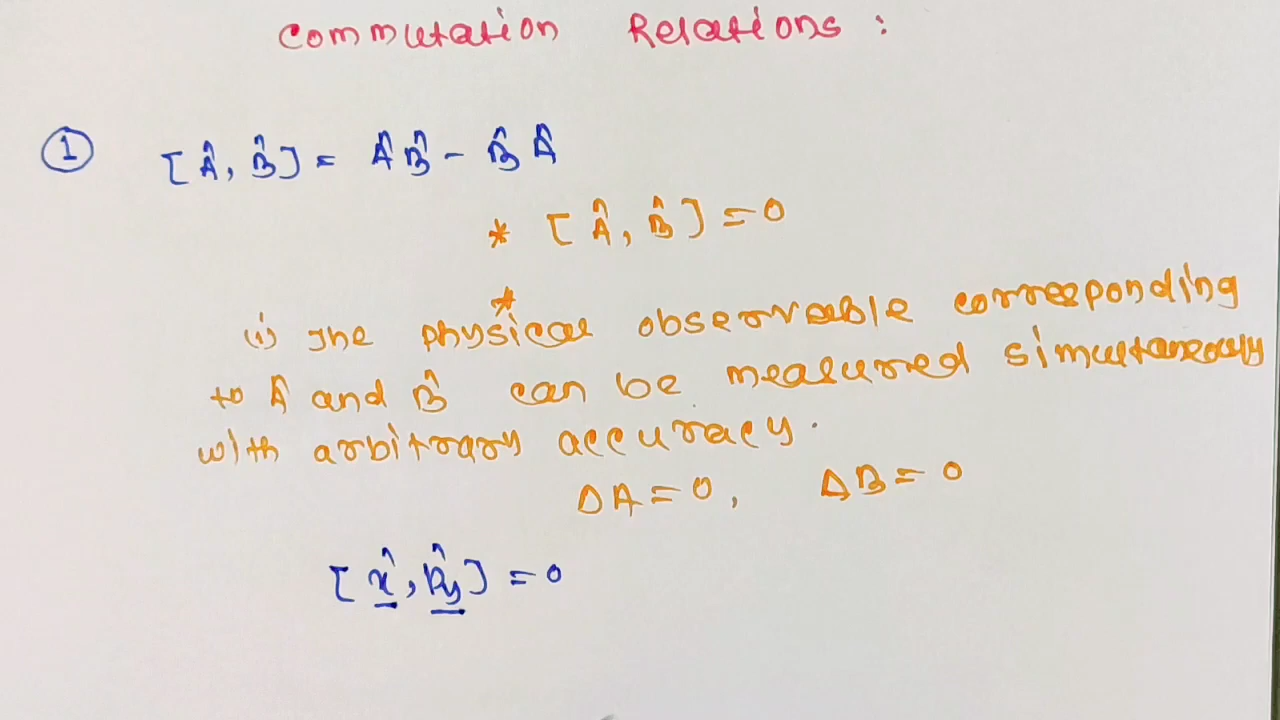 Commutation Relations :
① [Â, B̂] = ÂB̂ - B̂Â
* [Â, B̂] = 0
*
(i) The physical observable corresponding
to Â and B̂ can be measured simultaneously
with arbitrary accuracy.
ΔA = 0, ΔB = 0
[x̂, p̂y] = 0